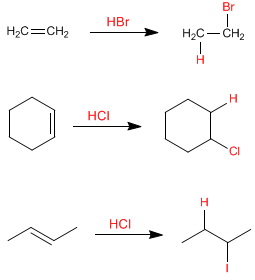 Br
H₂C=CH₂ HBr H₂C—CH₂
H
HCl H
Cl
HCl H
I